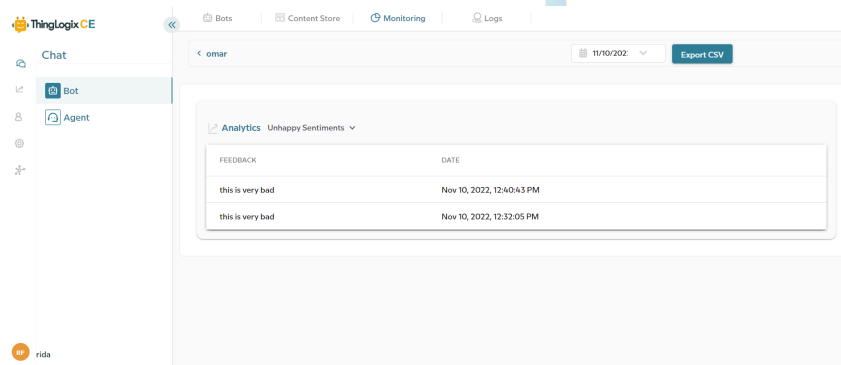 ThingLogix CE
Bots
Content Store
Monitoring
Logs
Chat
Bot
Agent
omar
11/10/202
Export CSV
Analytics Unhappy Sentiments
FEEDBACK DATE
this is very bad Nov 10, 2022, 12:40:43 PM
this is very bad Nov 10, 2022, 12:32:05 PM
RF rida